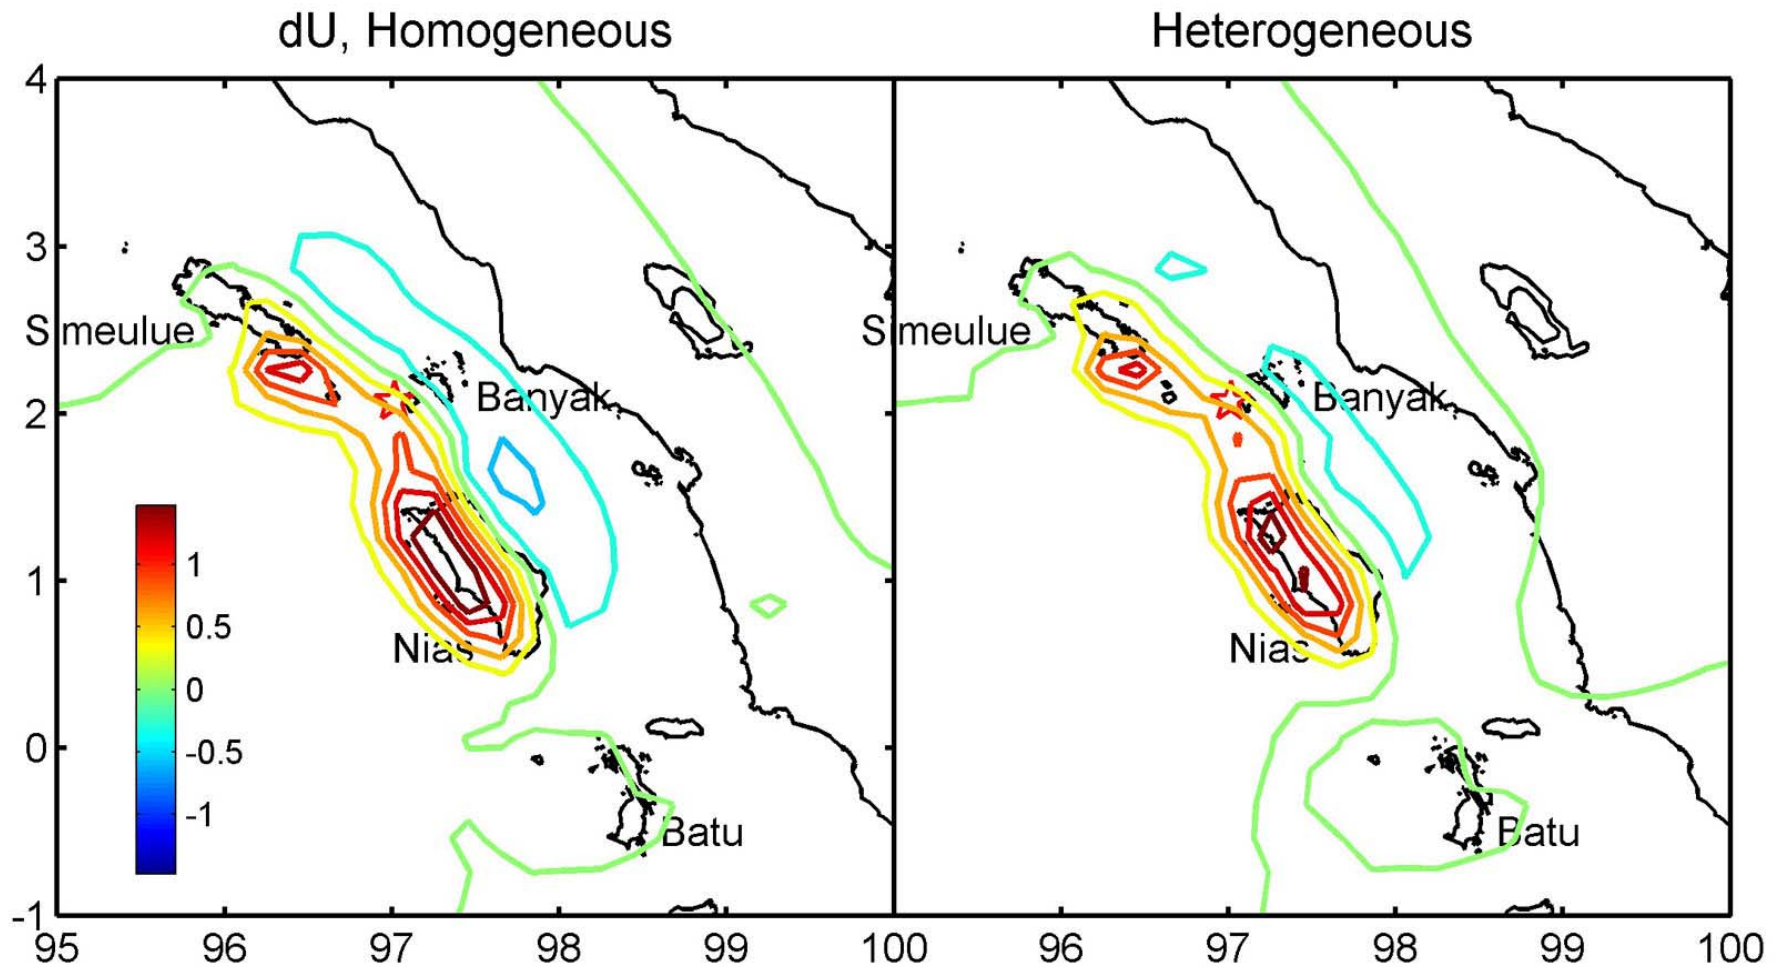 dU, Homogeneous
Heterogeneous
4
3
2
1
0
-1
Simeulue
Banyak
Nias
Batu
1
0.5
0
-0.5
-1
Simeulue
Banyak
Nias
Batu
95 96 97 98 99 100 96 97 98 99 100